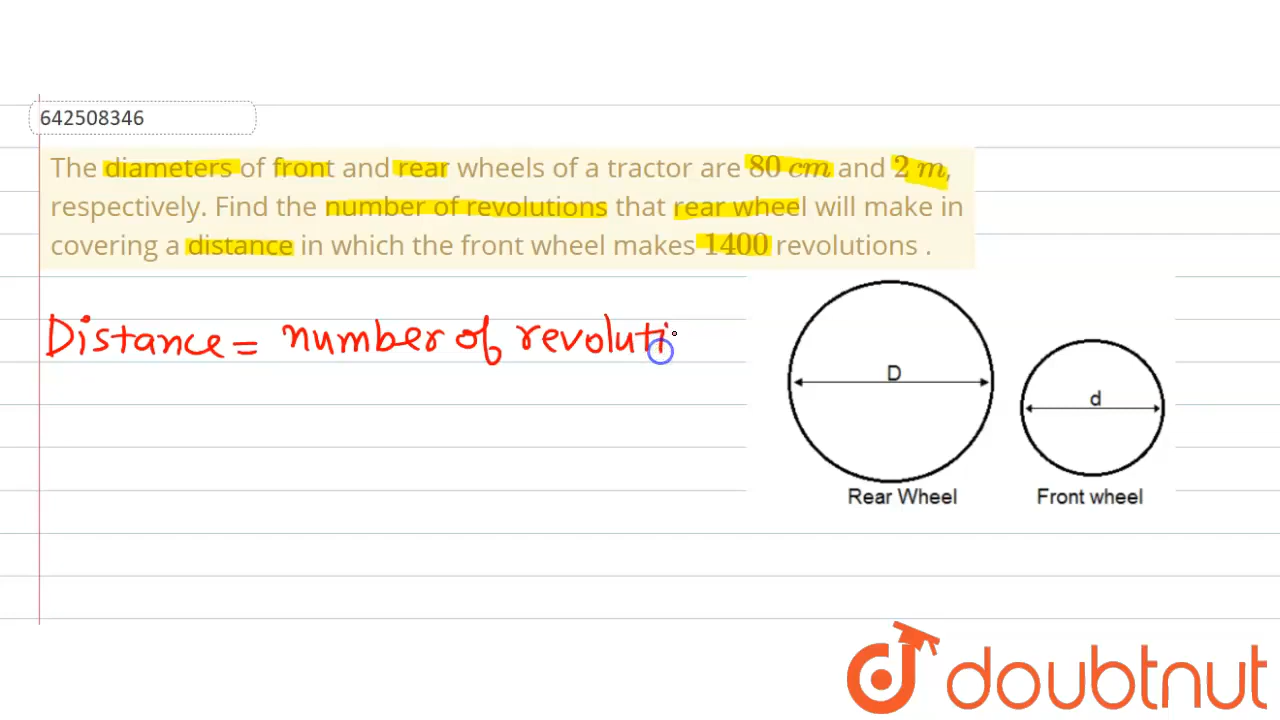 642508346
The diameters of front and rear wheels of a tractor are 80 cm and 2 m,
respectively. Find the number of revolutions that rear wheel will make in
covering a distance in which the front wheel makes 1400 revolutions .
Distance = number of revoluti
D
d
Rear Wheel
Front wheel
doubtnut